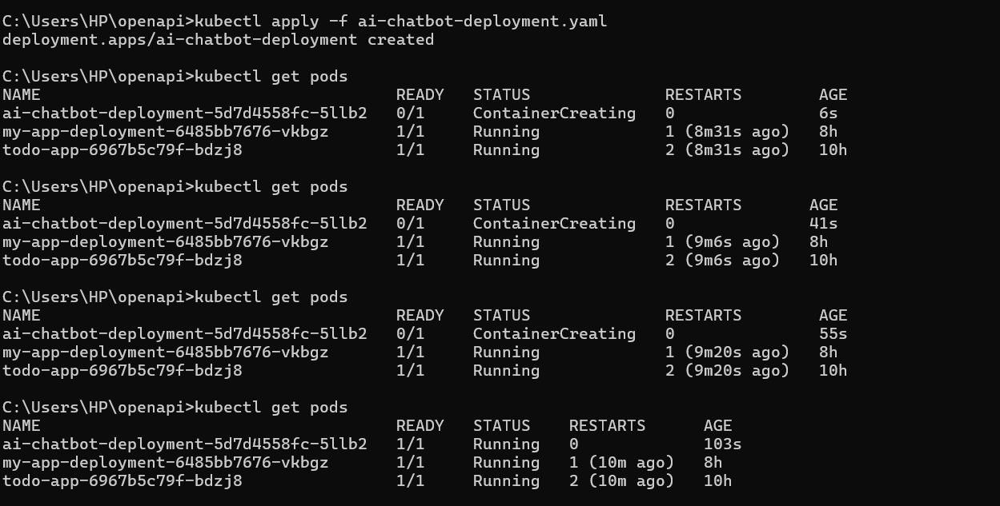 C:\Users\HP\openapi>kubectl apply -f ai-chatbot-deployment.yaml
deployment.apps/ai-chatbot-deployment created
C:\Users\HP\openapi>kubectl get pods
NAME READY STATUS RESTARTS AGE
ai-chatbot-deployment-5d7d4558fc-5llb2 0/1 ContainerCreating 0 6s
my-app-deployment-6485bb7676-vkbgz 1/1 Running 1 (8m31s ago) 8h
todo-app-6967b5c79f-bdzj8 1/1 Running 2 (8m31s ago) 10h
C:\Users\HP\openapi>kubectl get pods
NAME READY STATUS RESTARTS AGE
ai-chatbot-deployment-5d7d4558fc-5llb2 0/1 ContainerCreating 0 41s
my-app-deployment-6485bb7676-vkbgz 1/1 Running 1 (9m6s ago) 8h
todo-app-6967b5c79f-bdzj8 1/1 Running 2 (9m6s ago) 10h
C:\Users\HP\openapi>kubectl get pods
NAME READY STATUS RESTARTS AGE
ai-chatbot-deployment-5d7d4558fc-5llb2 0/1 ContainerCreating 0 55s
my-app-deployment-6485bb7676-vkbgz 1/1 Running 1 (9m20s ago) 8h
todo-app-6967b5c79f-bdzj8 1/1 Running 2 (9m20s ago) 10h
C:\Users\HP\openapi>kubectl get pods
NAME READY STATUS RESTARTS AGE
ai-chatbot-deployment-5d7d4558fc-5llb2 1/1 Running 0 103s
my-app-deployment-6485bb7676-vkbgz 1/1 Running 1 (10m ago) 8h
todo-app-6967b5c79f-bdzj8 1/1 Running 2 (10m ago) 10h